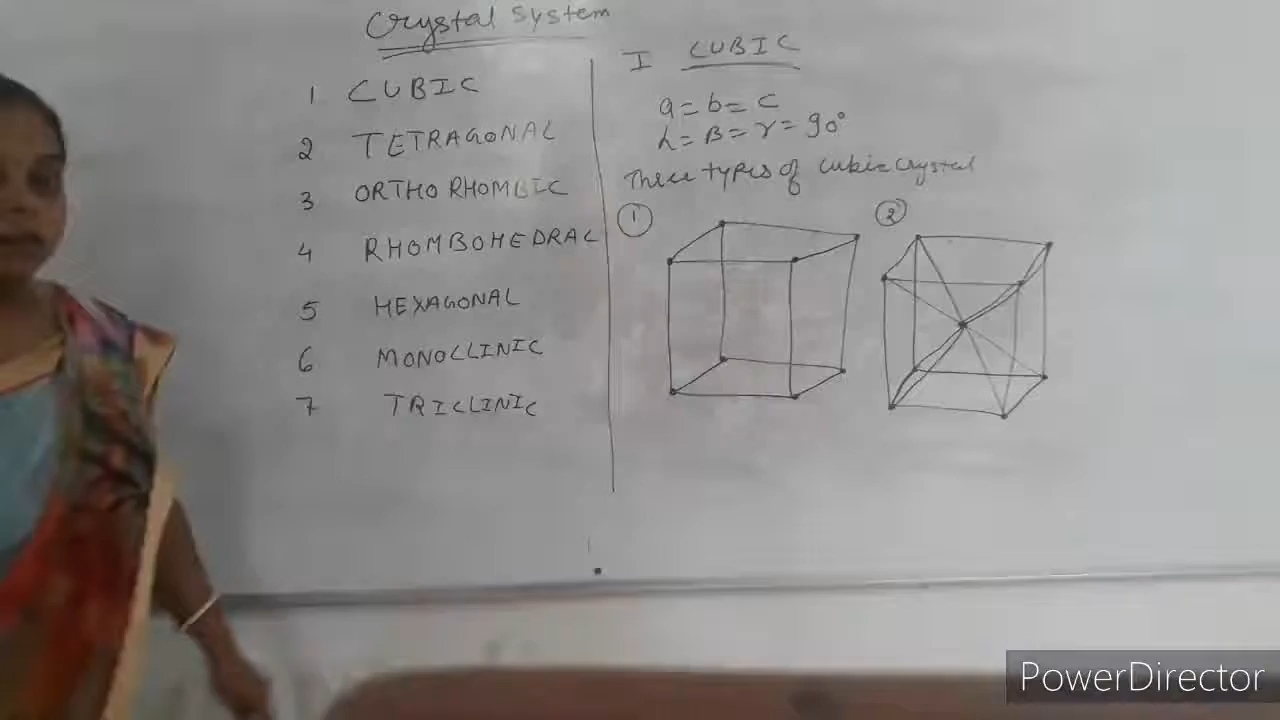 Crystal System
1 CUBIC
2 TETRAGONAL
3 ORTHORHOMBIC
4 RHOMBOHEDRAL
5 HEXAGONAL
6 MONOCLINIC
7 TRICLINIC
I CUBIC
a = b = c
α = β = γ = 90°
Three types of cubic crystal
1
2
PowerDirector